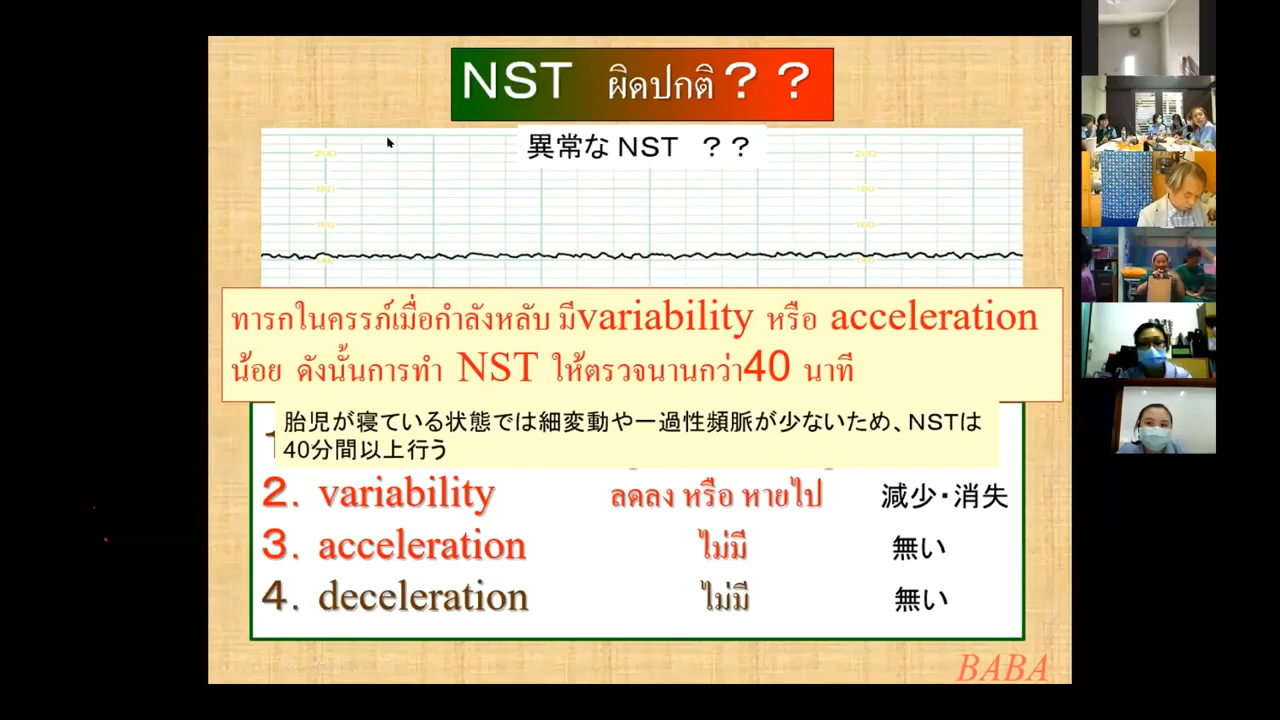 NST ผิดปกติ？？
異常な NST ？？
200 200
180 180
160 160
140 140
ทารกในครรภ์เมื่อกำลังหลับ มีvariability หรือ acceleration
น้อย ดังนั้นการทำ NST ให้ตรวจนานกว่า40 นาที
胎児が寝ている状態では細変動や一過性頻脈が少ないため、NSTは
40分間以上行う
2. variability ลดลง หรือ หายไป 減少・消失
3. acceleration ไม่มี 無い
4. deceleration ไม่มี 無い
BABA